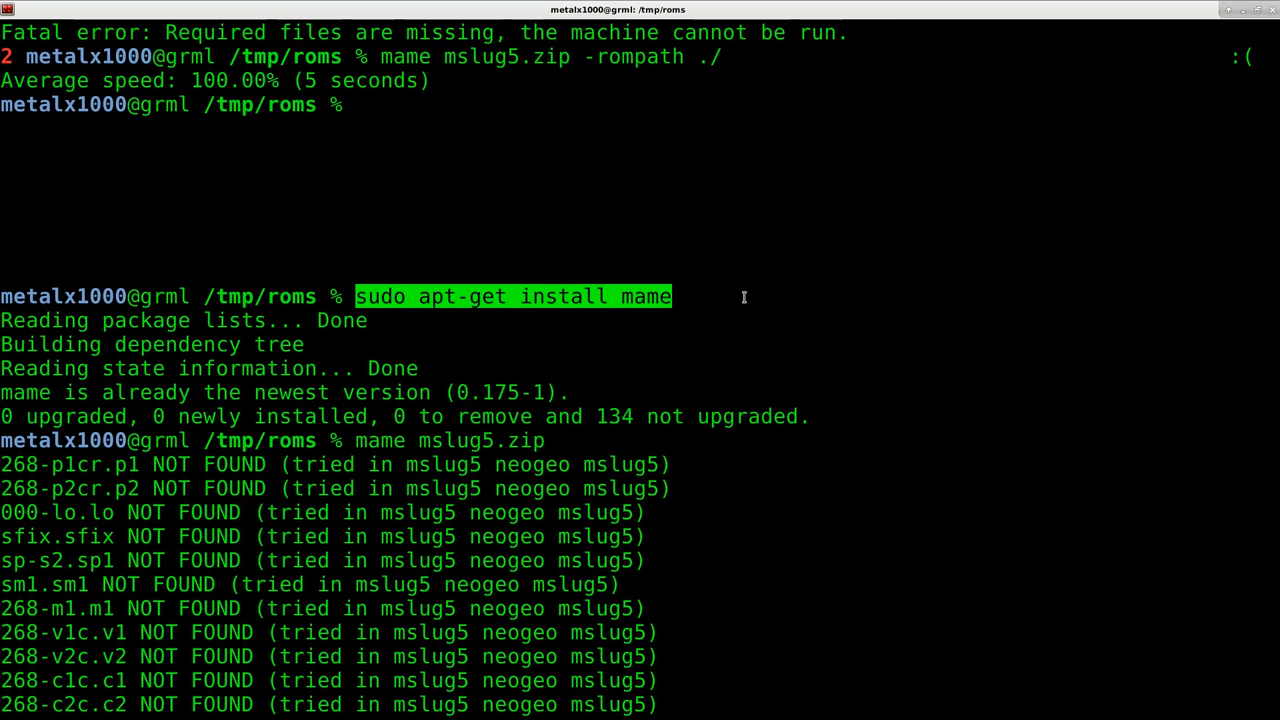 metalx1000@grml: /tmp/roms
Fatal error: Required files are missing, the machine cannot be run.
2 metalx1000@grml /tmp/roms % mame mslug5.zip -rompath ./ :(
Average speed: 100.00% (5 seconds)
metalx1000@grml /tmp/roms %
metalx1000@grml /tmp/roms % sudo apt-get install mame
Reading package lists... Done
Building dependency tree
Reading state information... Done
mame is already the newest version (0.175-1).
0 upgraded, 0 newly installed, 0 to remove and 134 not upgraded.
metalx1000@grml /tmp/roms % mame mslug5.zip
268-p1cr.p1 NOT FOUND (tried in mslug5 neogeo mslug5)
268-p2cr.p2 NOT FOUND (tried in mslug5 neogeo mslug5)
000-lo.lo NOT FOUND (tried in mslug5 neogeo mslug5)
sfix.sfix NOT FOUND (tried in mslug5 neogeo mslug5)
sp-s2.sp1 NOT FOUND (tried in mslug5 neogeo mslug5)
sm1.sm1 NOT FOUND (tried in mslug5 neogeo mslug5)
268-m1.m1 NOT FOUND (tried in mslug5 neogeo mslug5)
268-v1c.v1 NOT FOUND (tried in mslug5 neogeo mslug5)
268-v2c.v2 NOT FOUND (tried in mslug5 neogeo mslug5)
268-c1c.c1 NOT FOUND (tried in mslug5 neogeo mslug5)
268-c2c.c2 NOT FOUND (tried in mslug5 neogeo mslug5)